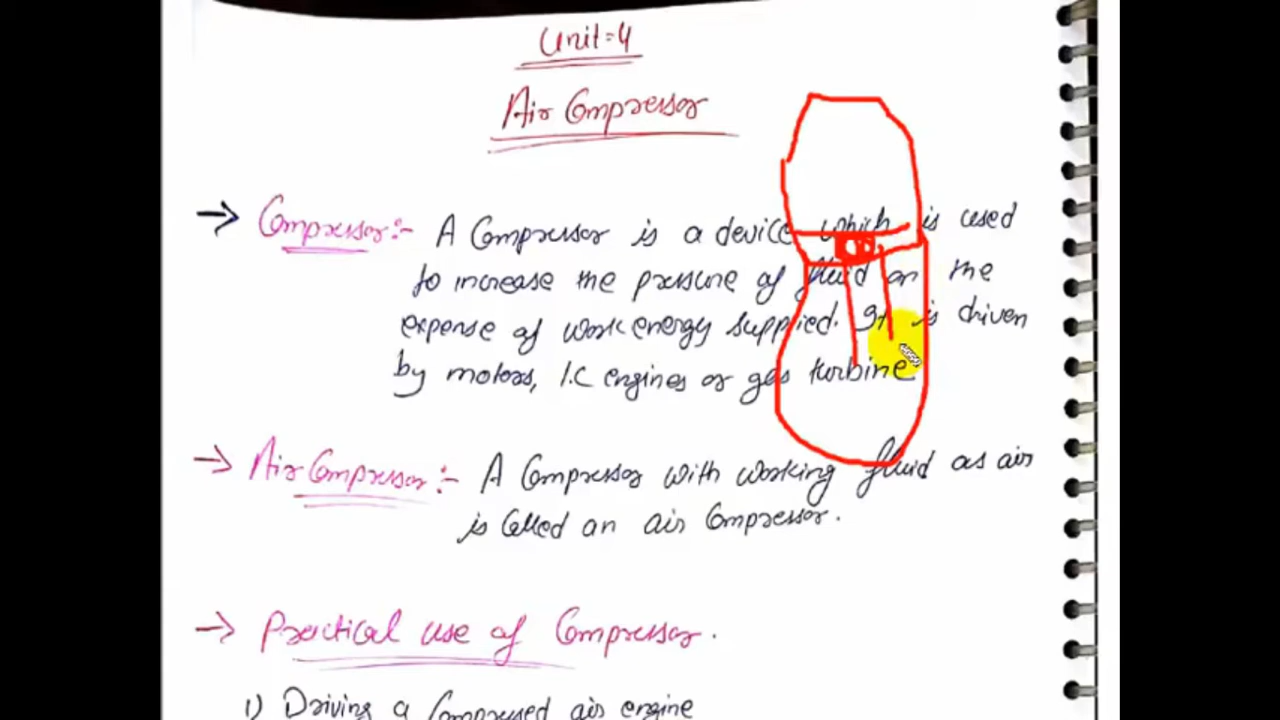 Unit=4
Air Compressor
→ Compressor:- A Compressor is a device which is used
to increase the pressure of fluid on the
expense of work energy supplied. It is driven
by motors, I.C engines or gas turbine
→ Air Compressor:- A Compressor with working fluid as air
is Called an air Compressor.
→ Practical use of Compressor.
1) Driving a Compressed air engine